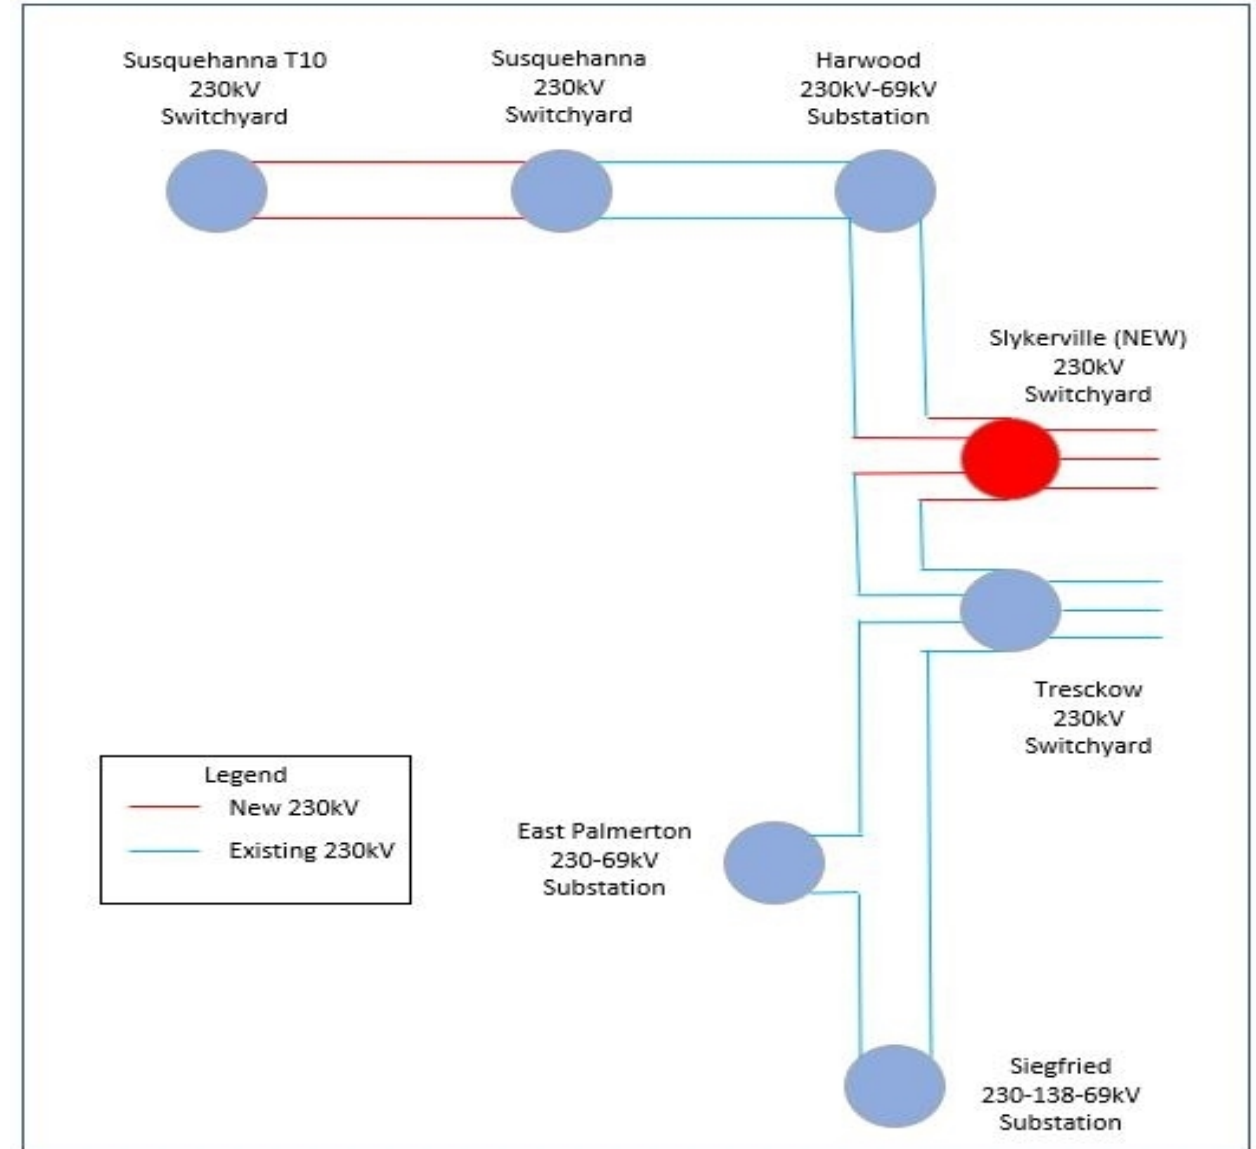 Susquehanna T10
230kV
Switchyard
Susquehanna
230kV
Switchyard
Harwood
230kV-69kV
Substation
Slykerville (NEW)
230kV
Switchyard
Tresckow
230kV
Switchyard
Legend
New 230kV
Existing 230kV
East Palmerton
230-69kV
Substation
Siegfried
230-138-69kV
Substation